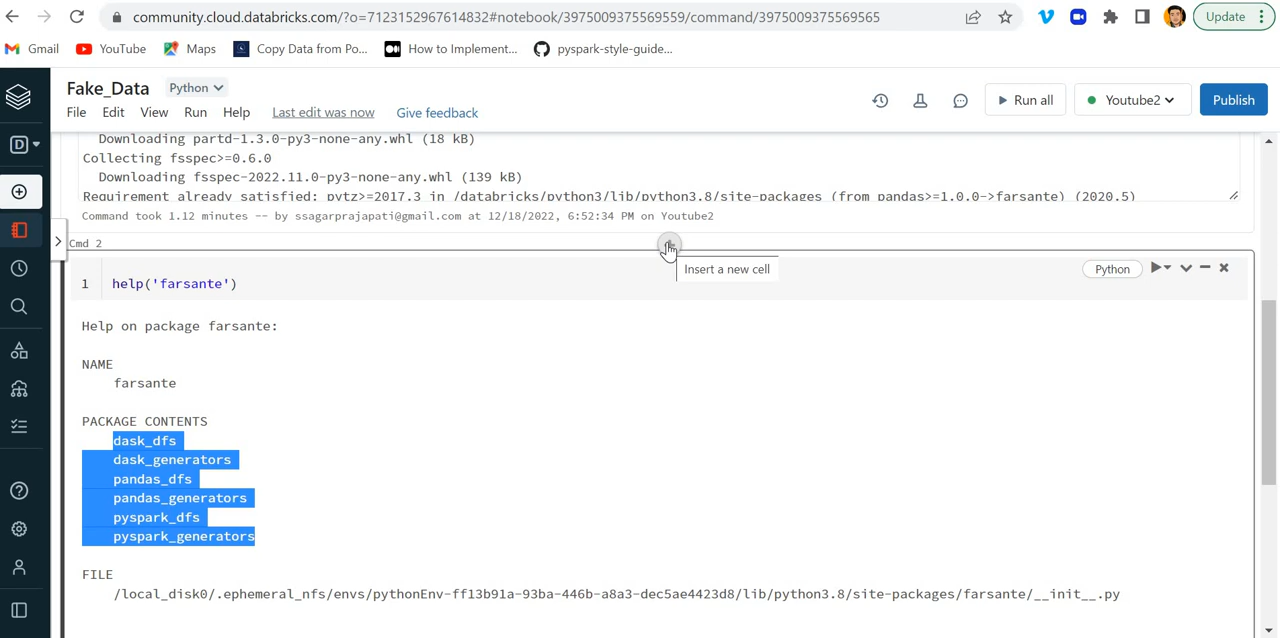 community.cloud.databricks.com/?o=7123152967614832#notebook/3975009375569559/command/3975009375569565
Update
Gmail
YouTube
Maps
Copy Data from Po...
How to Implement...
pyspark-style-guide...
Fake_Data
Python
File
Edit
View
Run
Help
Last edit was now
Give feedback
Run all
Youtube2
Publish
D
Downloading partd-1.3.0-py3-none-any.whl (18 kB)
Collecting fsspec>=0.6.0
Downloading fsspec-2022.11.0-py3-none-any.whl (139 kB)
Requirement already satisfied: pytz>=2017.3 in /databricks/python3/lib/python3.8/site-packages (from pandas>=1.0.0->farsante) (2020.5)
Command took 1.12 minutes -- by ssagarprajapati@gmail.com at 12/18/2022, 6:52:34 PM on Youtube2
Cmd 2
Insert a new cell
Python
1 help('farsante')
Help on package farsante:
NAME
farsante
PACKAGE CONTENTS
dask_dfs
dask_generators
pandas_dfs
pandas_generators
pyspark_dfs
pyspark_generators
FILE
/local_disk0/.ephemeral_nfs/envs/pythonEnv-ff13b91a-93ba-446b-a8a3-dec5ae4423d8/lib/python3.8/site-packages/farsante/__init__.py